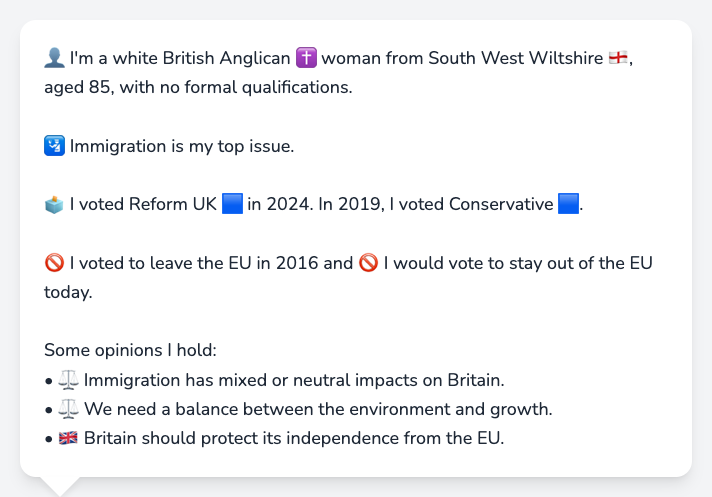 👤 I'm a white British Anglican ✝️ woman from South West Wiltshire 🏴󠁧󠁢󠁥󠁮󠁧󠁿,
aged 85, with no formal qualifications.
🛂 Immigration is my top issue.
🗳️ I voted Reform UK 🟦 in 2024. In 2019, I voted Conservative 🟦.
🚫 I voted to leave the EU in 2016 and 🚫 I would vote to stay out of the EU
today.
Some opinions I hold:
• ⚖️ Immigration has mixed or neutral impacts on Britain.
• ⚖️ We need a balance between the environment and growth.
• 🇬🇧 Britain should protect its independence from the EU.